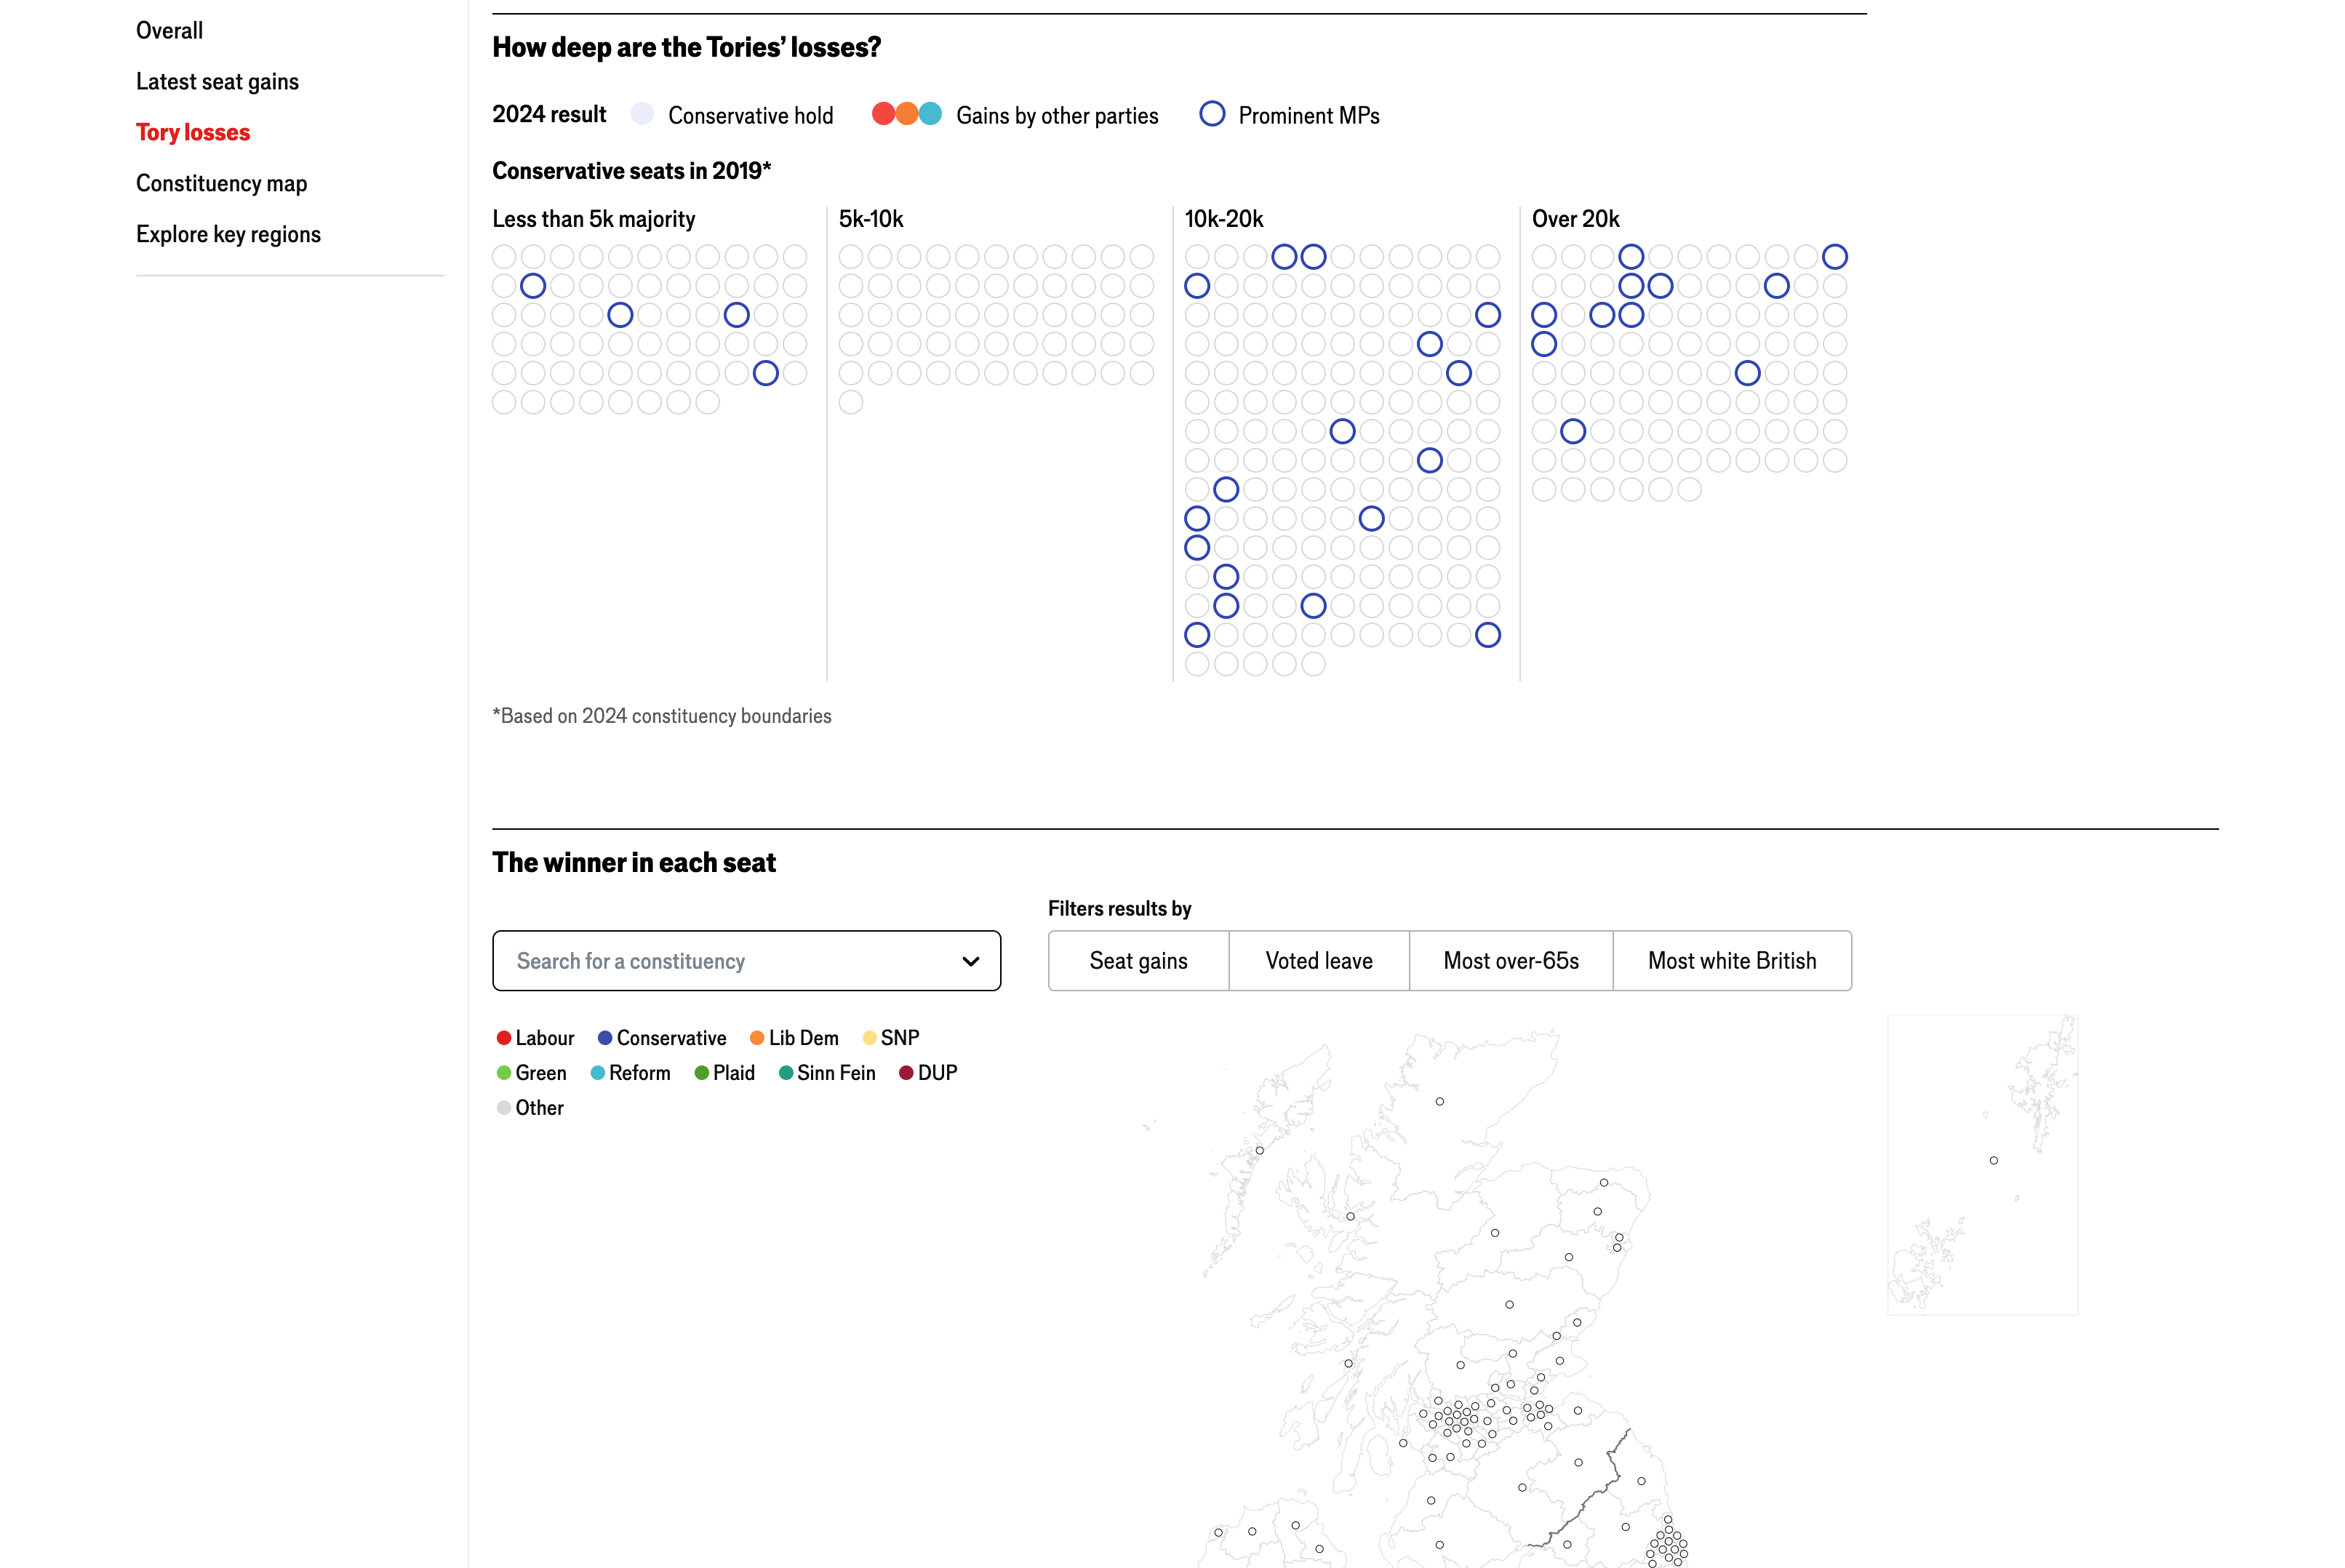 Overall
Latest seat gains
Tory losses
Constituency map
Explore key regions
How deep are the Tories’ losses?
2024 result Conservative hold Gains by other parties Prominent MPs
Conservative seats in 2019*
Less than 5k majority 5k-10k 10k-20k Over 20k
*Based on 2024 constituency boundaries
The winner in each seat
Filters results by
Search for a constituency Seat gains Voted leave Most over-65s Most white British
Labour Conservative Lib Dem SNP
Green Reform Plaid Sinn Fein DUP
Other